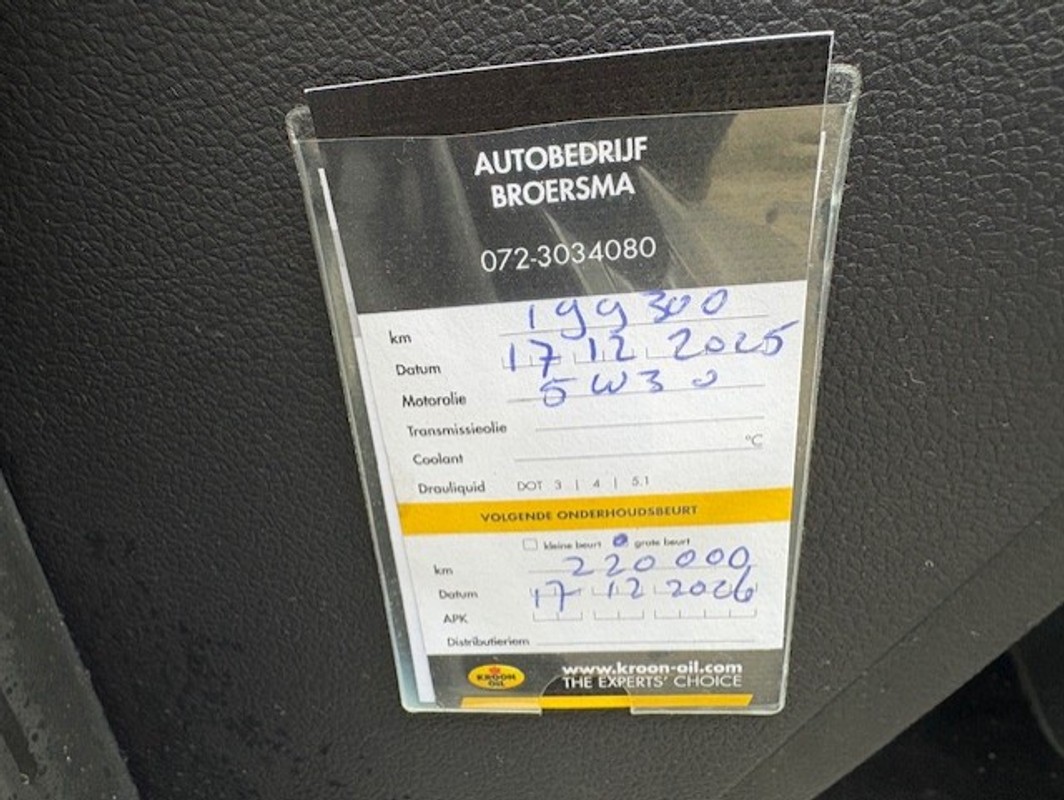 AUTOBEDRIJF
BROERSMA
072-3034080
km 199300
Datum 17 12 2025
Motorolie 5W30
Transmissieolie
Coolant °C
Drauliquid DOT 3 | 4 | 5.1
VOLGENDE ONDERHOUDSBEURT
kleine beurt grote beurt
km 220 000
Datum 17 12 2026
APK
Distributieriem
KROON OIL www.kroon-oil.com
THE EXPERTS' CHOICE